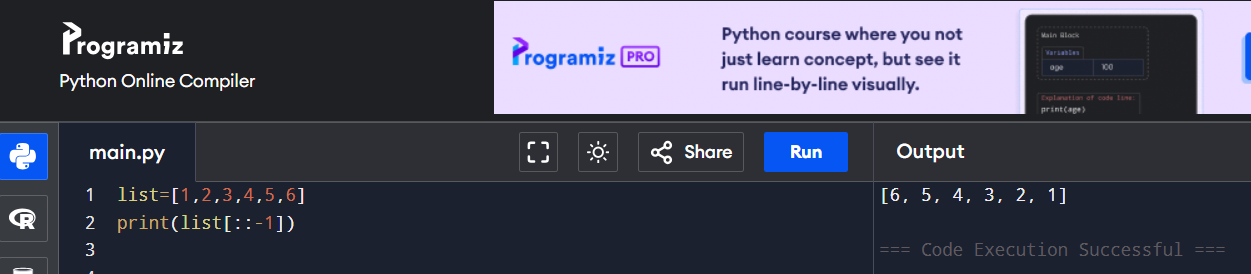 Programiz
Python Online Compiler
Programiz PRO
Python course where you not
just learn concept, but see it
run line-by-line visually.
Main Block
Variables
age 100
Explanation of code line:
print(age)
main.py
Share
Run
Output
1 list=[1,2,3,4,5,6]
2 print(list[::-1])
3
[6, 5, 4, 3, 2, 1]
=== Code Execution Successful ===